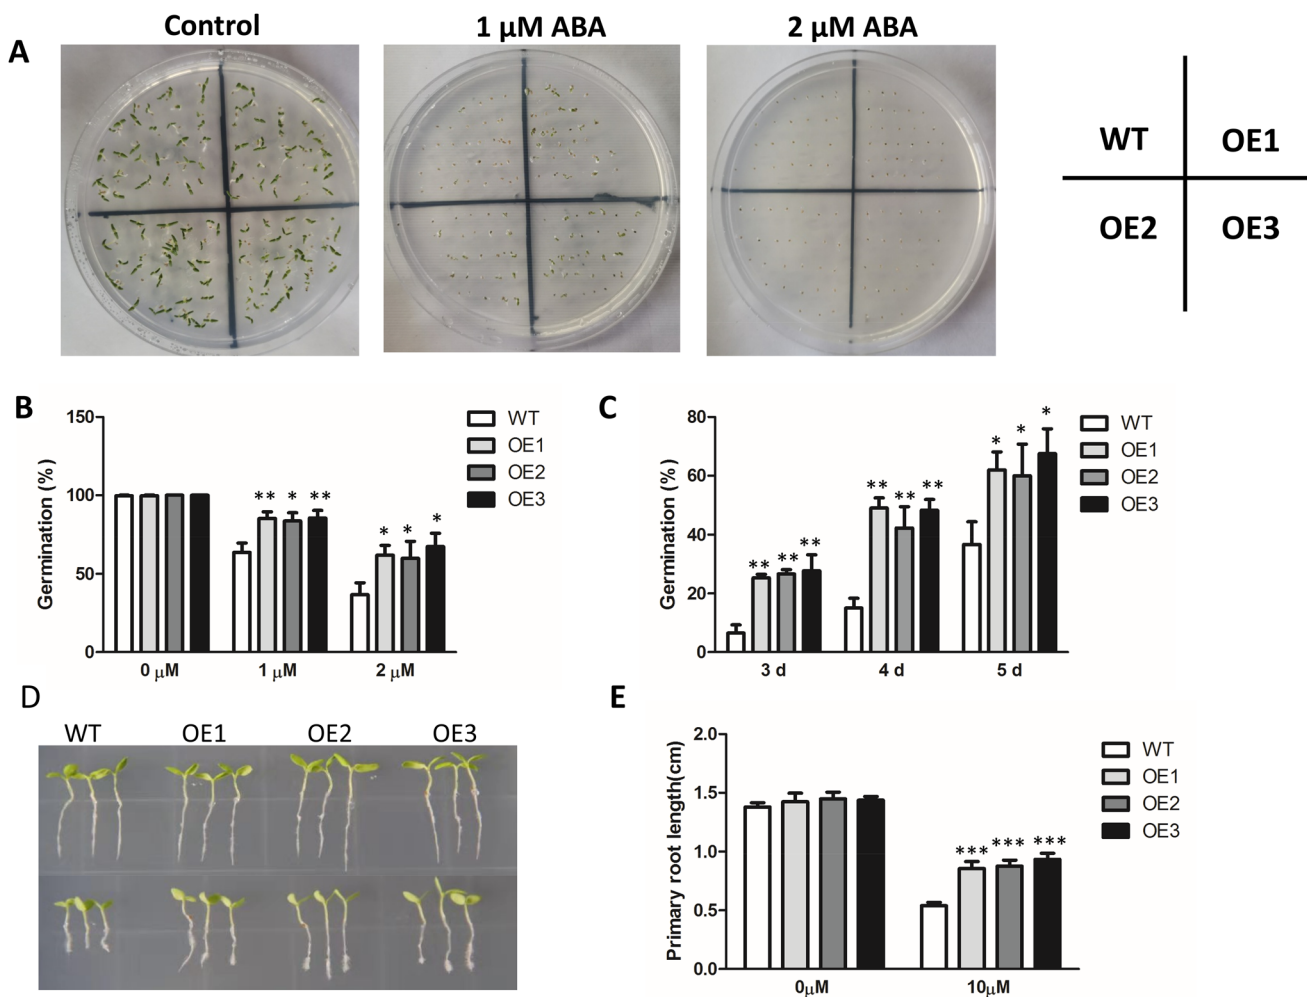 A
Control
1 μM ABA
2 μM ABA
WT
OE1
OE2
OE3
B
Germination (%)
150
100
50
0
** * **
* * *
0 μM
1 μM
2 μM
WT
OE1
OE2
OE3
C
Germination (%)
80
60
40
20
0
** ** **
** ** **
* * *
3 d
4 d
5 d
WT
OE1
OE2
OE3
D
WT
OE1
OE2
OE3
E
Primary root length(cm)
2.0
1.5
1.0
0.5
0.0
*** *** ***
0μM
10μM
WT
OE1
OE2
OE3